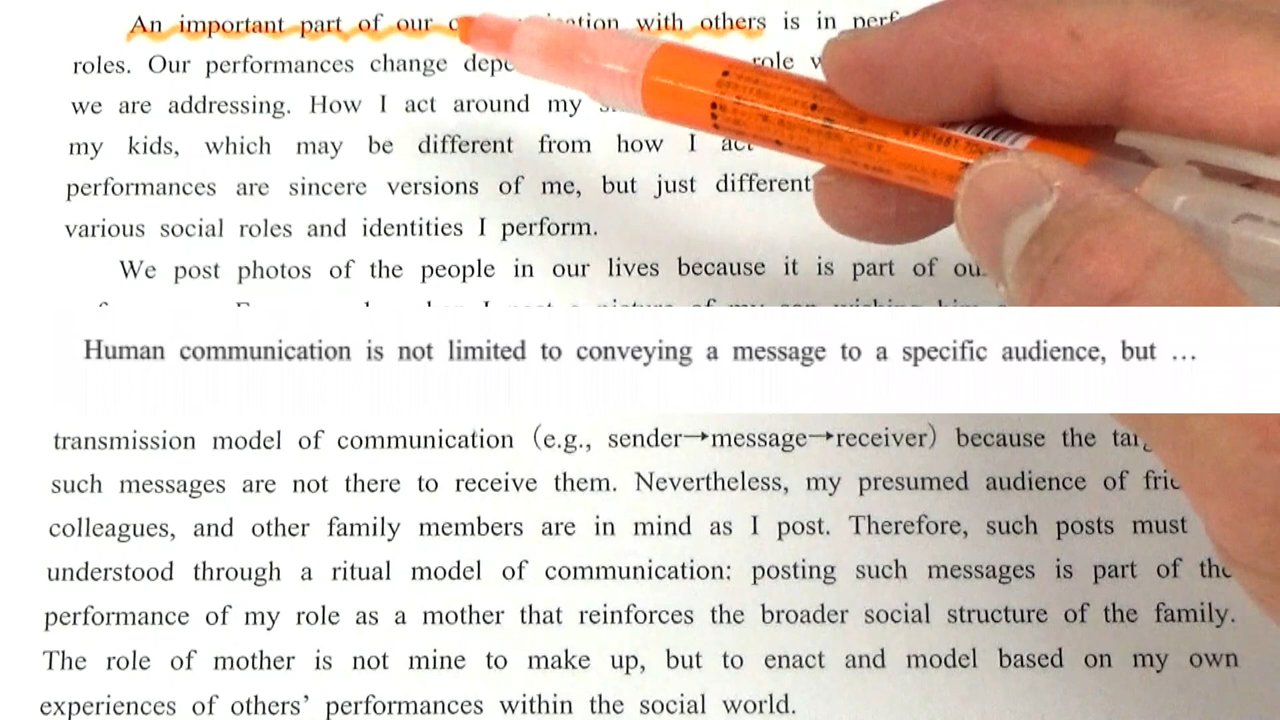 An important part of our with others is in
roles. Our performances change role
we are addressing. How I act around my
my kids, which may be different from how I act
performances are sincere versions of me, but just different
various social roles and identities I perform.
We post photos of the people in our lives because it is part of
Human communication is not limited to conveying a message to a specific audience, but …
transmission model of communication (e.g., sender→message→receiver) because the
such messages are not there to receive them. Nevertheless, my presumed audience of
colleagues, and other family members are in mind as I post. Therefore, such posts must
understood through a ritual model of communication: posting such messages is part of the
performance of my role as a mother that reinforces the broader social structure of the family.
The role of mother is not mine to make up, but to enact and model based on my own
experiences of others' performances within the social world.